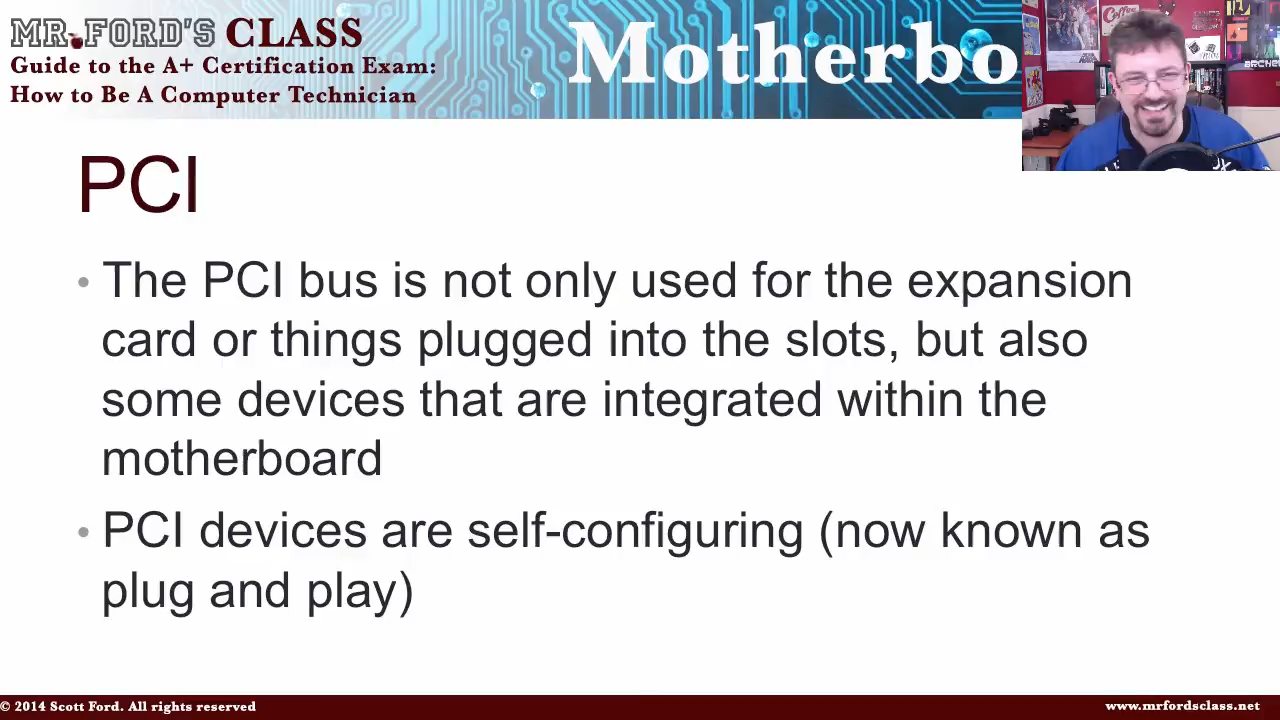 MR. FORD'S CLASS
Guide to the A+ Certification Exam:
How to Be A Computer Technician
Motherbo
Coffee
ARCHER
PCI
• The PCI bus is not only used for the expansion
card or things plugged into the slots, but also
some devices that are integrated within the
motherboard
• PCI devices are self-configuring (now known as
plug and play)
© 2014 Scott Ford. All rights reserved
www.mrfordsclass.net